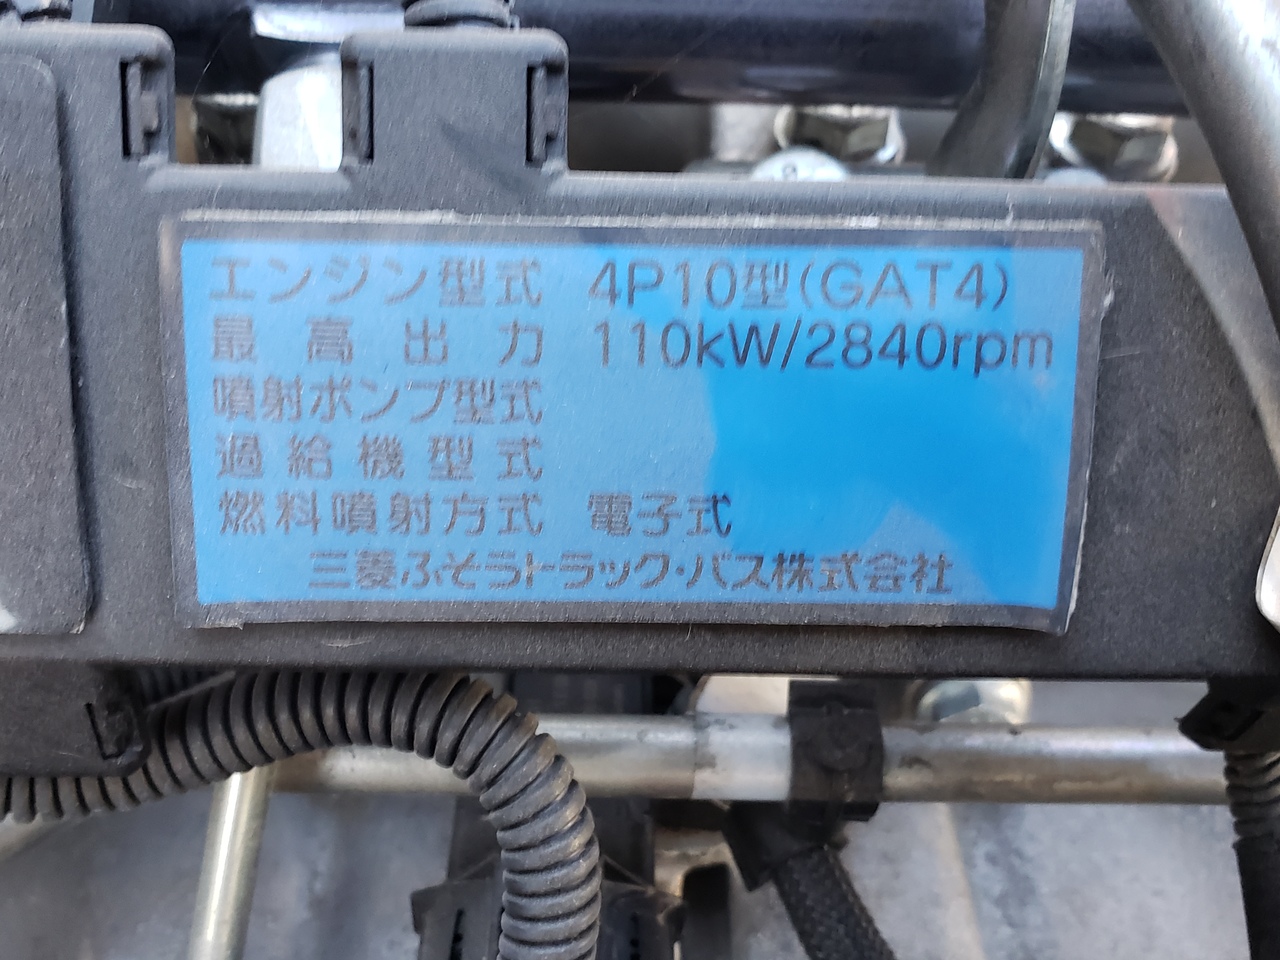 エンジン型式 4P10型(GAT4)
最高出力 110kW/2840rpm
噴射ポンプ型式
過給機型式
燃料噴射方式 電子式
三菱ふそうトラック・バス株式会社